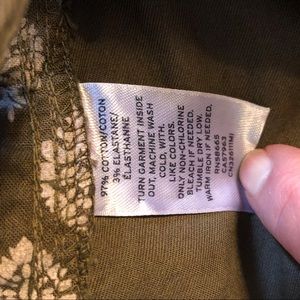 97% COTTON/COTON
3% ELASTANE/
ÉLASTHANNE
TURN GARMENT INSIDE
OUT, MACHINE WASH
COLD, WITH
LIKE COLORS.
ONLY NON-CHLORINE
BLEACH IF NEEDED.
TUMBLE DRY LOW.
WARM IRON IF NEEDED.
RN58665